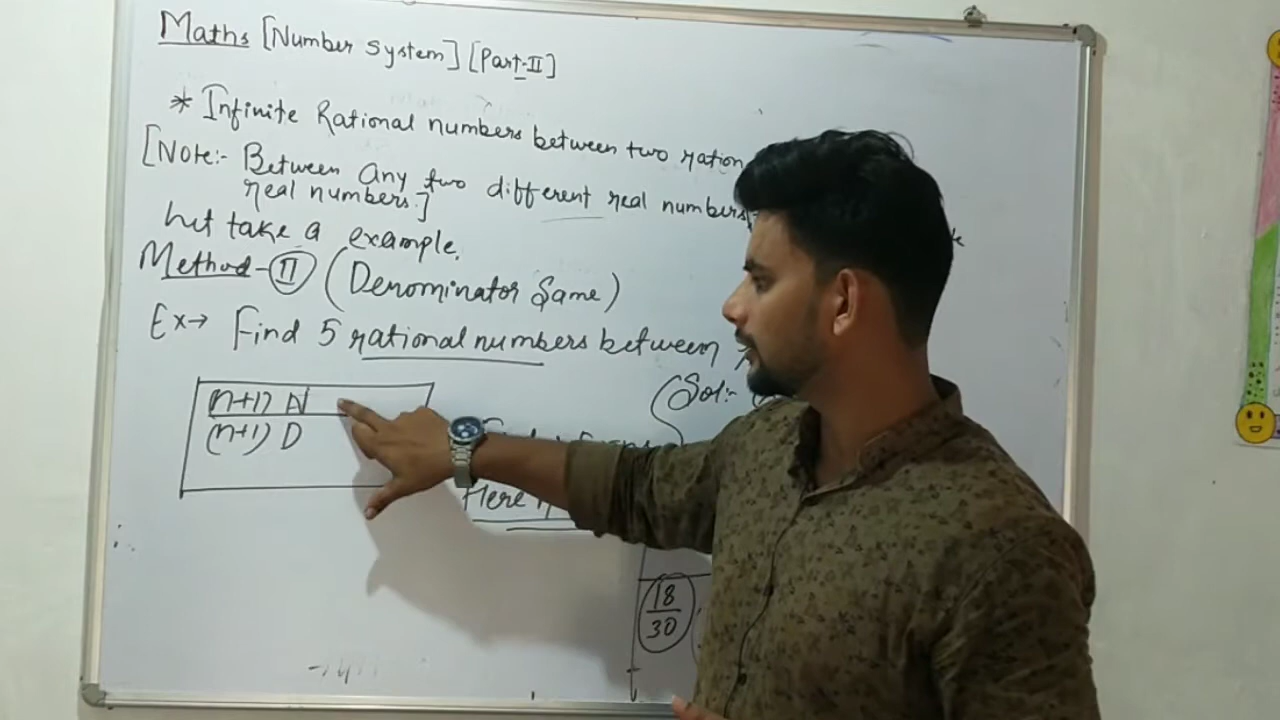 Maths [Number System] [Part-II]
* Infinite Rational numbers between two ration
[Note:- Between any two different real numbers
real numbers.]
Let take a example.
Method-II (Denominator Same)
Ex→ Find 5 rational numbers between
(Sol:-
(n+1) N
(n+1) D
Here
18
30